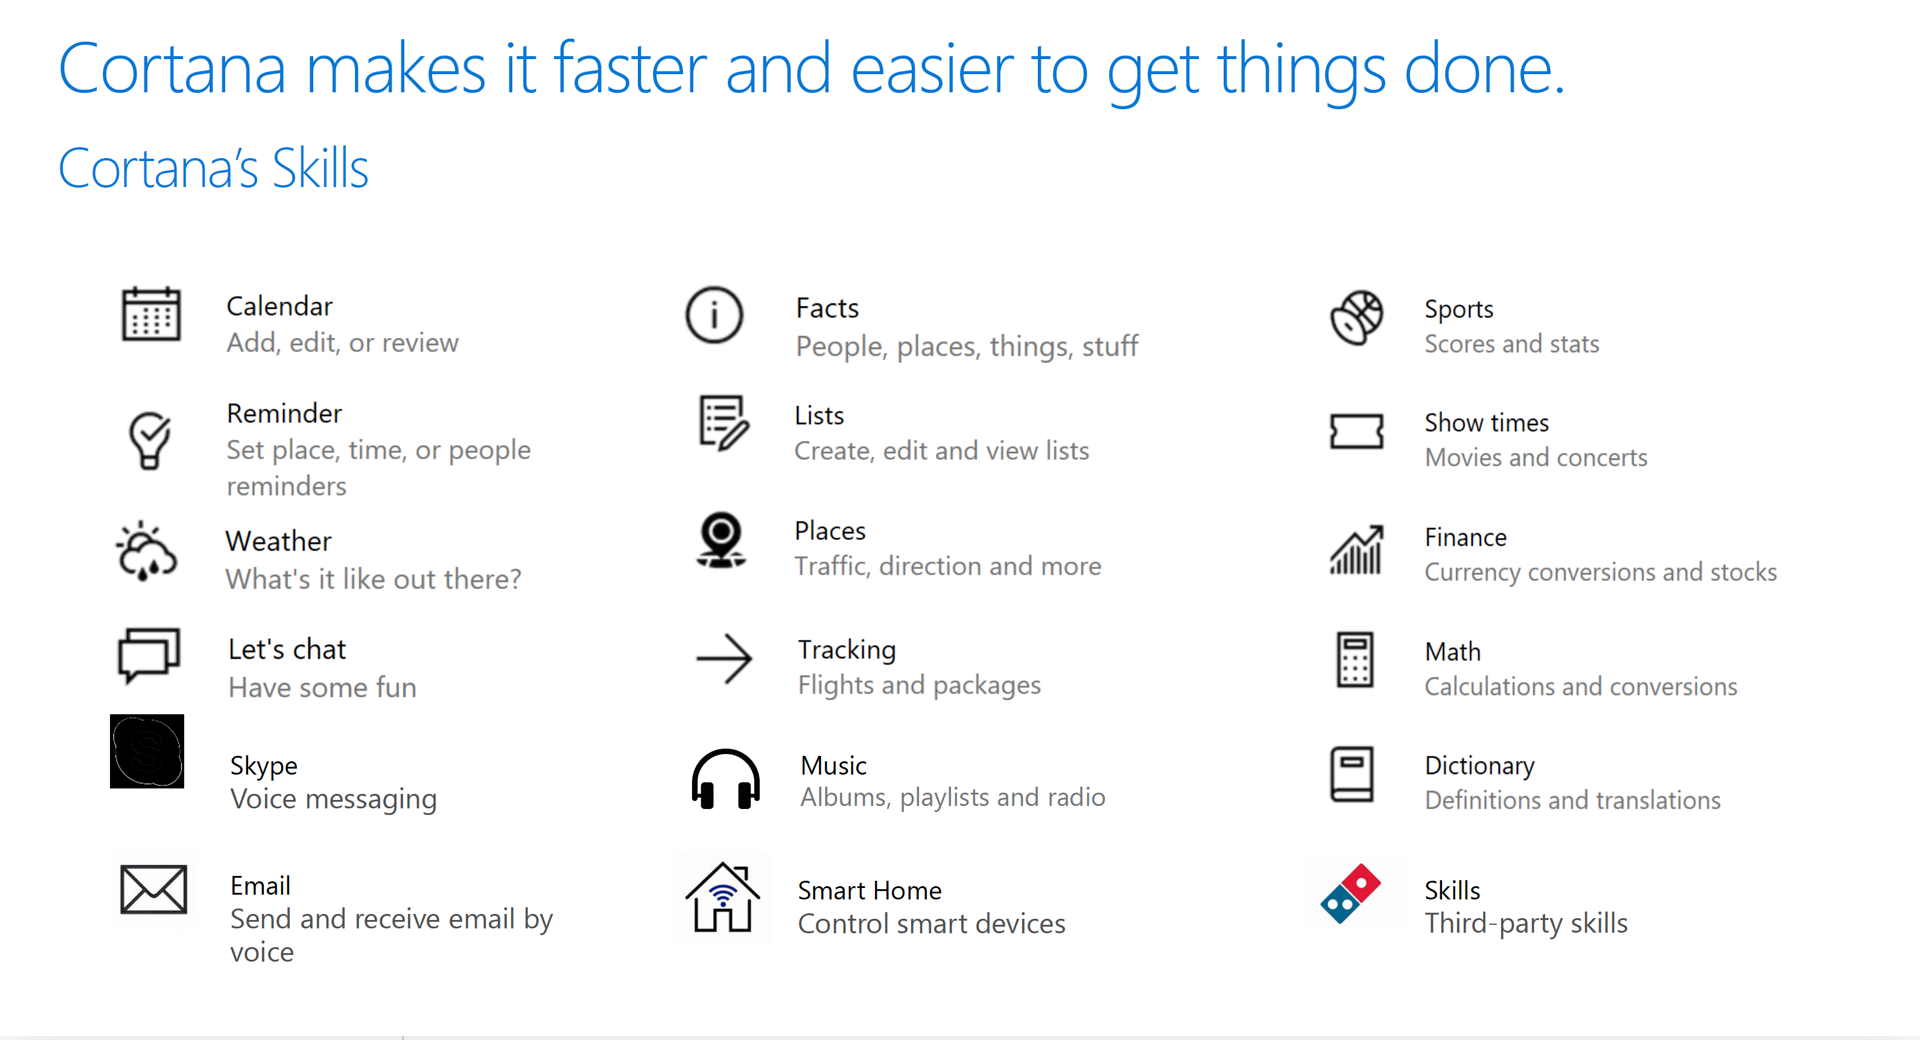 Cortana makes it faster and easier to get things done.
Cortana's Skills
Calendar
Add, edit, or review
Reminder
Set place, time, or people
reminders
Weather
What's it like out there?
Let's chat
Have some fun
Skype
Voice messaging
Email
Send and receive email by
voice
Facts
People, places, things, stuff
Lists
Create, edit and view lists
Places
Traffic, direction and more
Tracking
Flights and packages
Music
Albums, playlists and radio
Smart Home
Control smart devices
Sports
Scores and stats
Show times
Movies and concerts
Finance
Currency conversions and stocks
Math
Calculations and conversions
Dictionary
Definitions and translations
Skills
Third-party skills